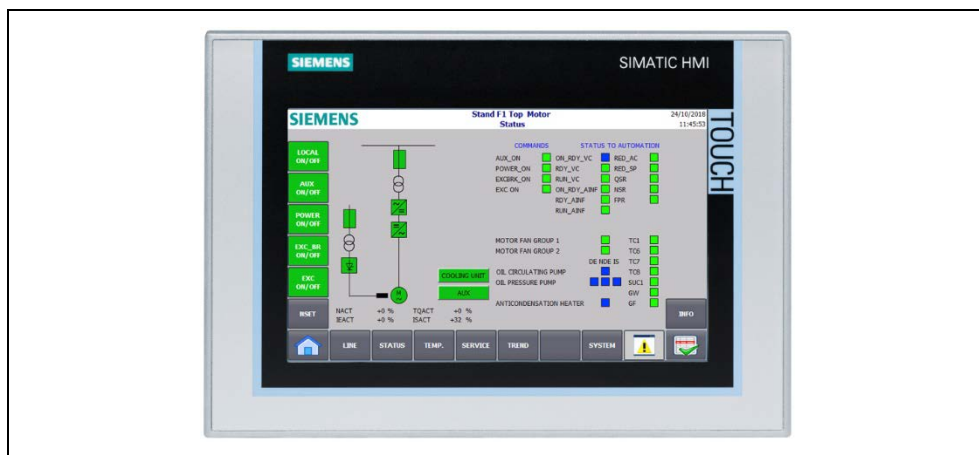 SIEMENS
SIMATIC HMI
TOUCH
SIEMENS
Stand F1 Top Motor
Status
24/10/2018
11:45:53
LOCAL
ON/OFF
AUX
ON/OFF
POWER
ON/OFF
EXC_BR
ON/OFF
EXC
ON/OFF
NSET
COMMANDS STATUS TO AUTOMATION
AUX_ON ON_RDY_VC RED_AC
POWER_ON RDY_VC RED_SP
EXCBRK_ON RUN_VC QSR
EXC ON ON_RDY_AINF NSR
RDY_AINF FPR
RUN_AINF
MOTOR FAN GROUP 1 TC1
MOTOR FAN GROUP 2 TC6
DE NDE IS TC7
OIL CIRCULATING PUMP TC8
OIL PRESSURE PUMP SUC1
GW
ANTICONDENSATION HEATER GF
COOLING UNIT
AUX
M
NACT +0 % TQACT +0 %
IEACT +0 % ISACT +32 %
INFO
LINE STATUS TEMP. SERVICE TREND SYSTEM